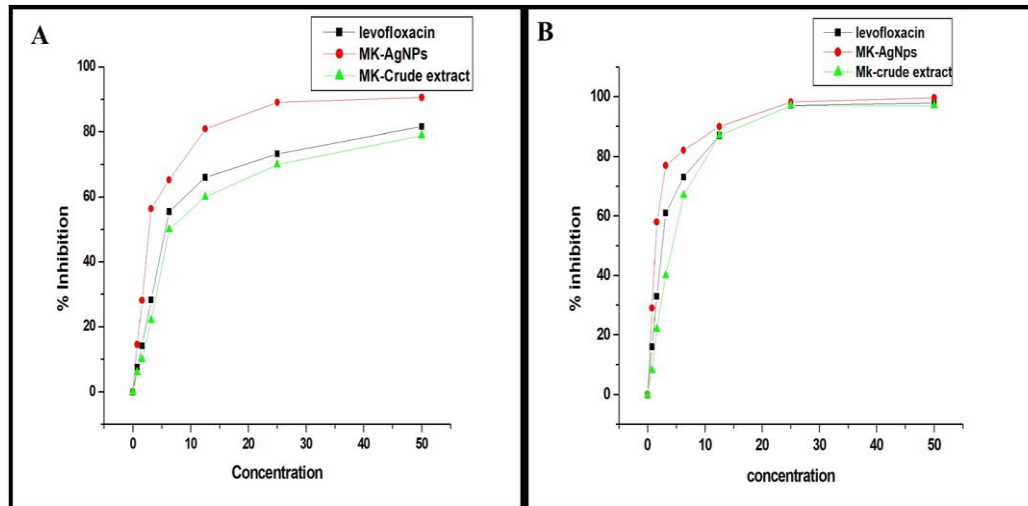 A
levofloxacin
MK-AgNPs
MK-Crude extract
100
80
60
40
20
0
% Inhibition
0 10 20 30 40 50
Concentration
B
levofloxacin
MK-AgNps
Mk-crude extract
100
80
60
40
20
0
% inhibition
0 10 20 30 40 50
concentration